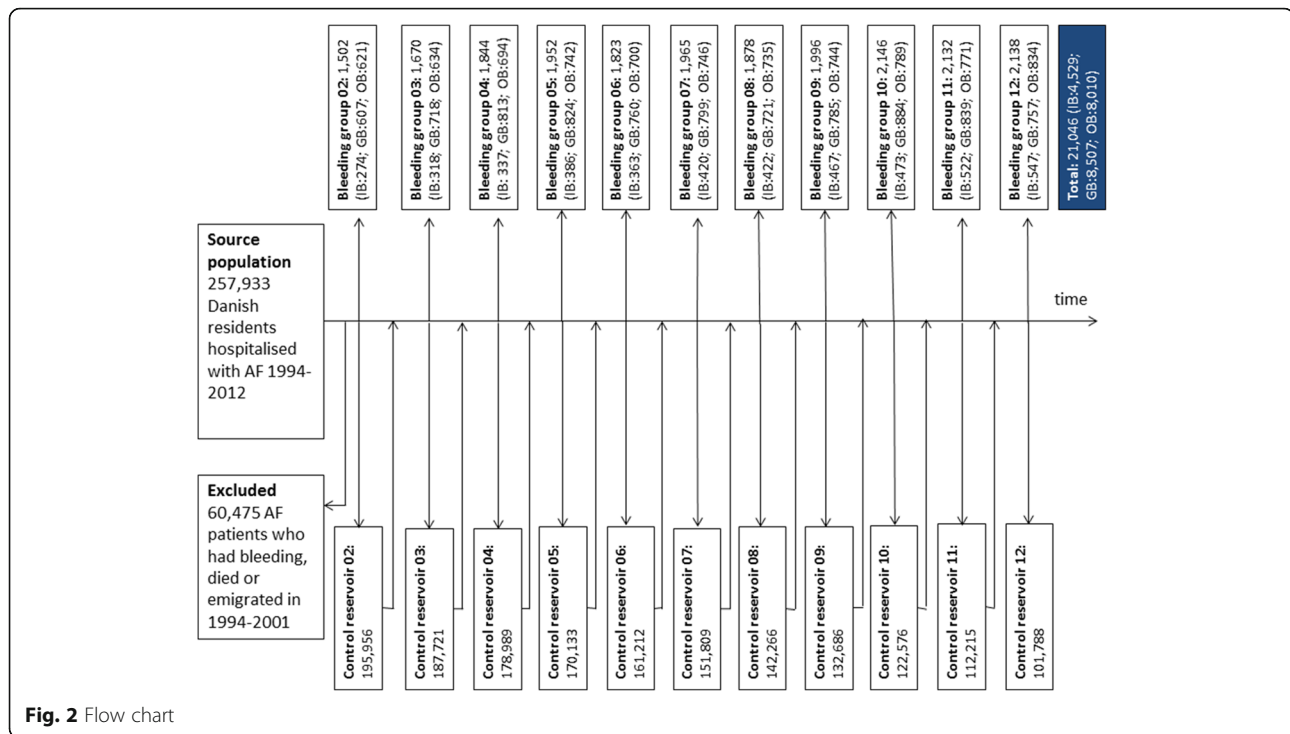 Bleeding group 02: 1,502
(IB:274; GB:607; OB:621)
Bleeding group 03: 1,670
(IB:318; GB:718; OB:634)
Bleeding group 04: 1,844
(IB: 337; GB:813; OB:694)
Bleeding group 05: 1,952
(IB:386; GB:824; OB:742)
Bleeding group 06: 1,823
(IB:363; GB:760; OB:700)
Bleeding group 07: 1,965
(IB:420; GB:799; OB:746)
Bleeding group 08: 1,878
(IB:422; GB:721; OB:735)
Bleeding group 09: 1,996
(IB:467; GB:785; OB:744)
Bleeding group 10: 2,146
(IB:473; GB:884; OB:789)
Bleeding group 11: 2,132
(IB:522; GB:839; OB:771)
Bleeding group 12: 2,138
(IB:547; GB:757; OB:834)
Total: 21,046 (IB:4,529;
GB:8,507; OB:8,010)
Source
population
257,933
Danish
residents
hospitalised
with AF 1994-
2012
time
Excluded
60,475 AF
patients who
had bleeding,
died or
emigrated in
1994-2001
Control reservoir 02:
195,956
Control reservoir 03:
187,721
Control reservoir 04:
178,989
Control reservoir 05:
170,133
Control reservoir 06:
161,212
Control reservoir 07:
151,809
Control reservoir 08:
142,266
Control reservoir 09:
132,686
Control reservoir 10:
122,576
Control reservoir 11:
112,215
Control reservoir 12:
101,788
Fig. 2 Flow chart